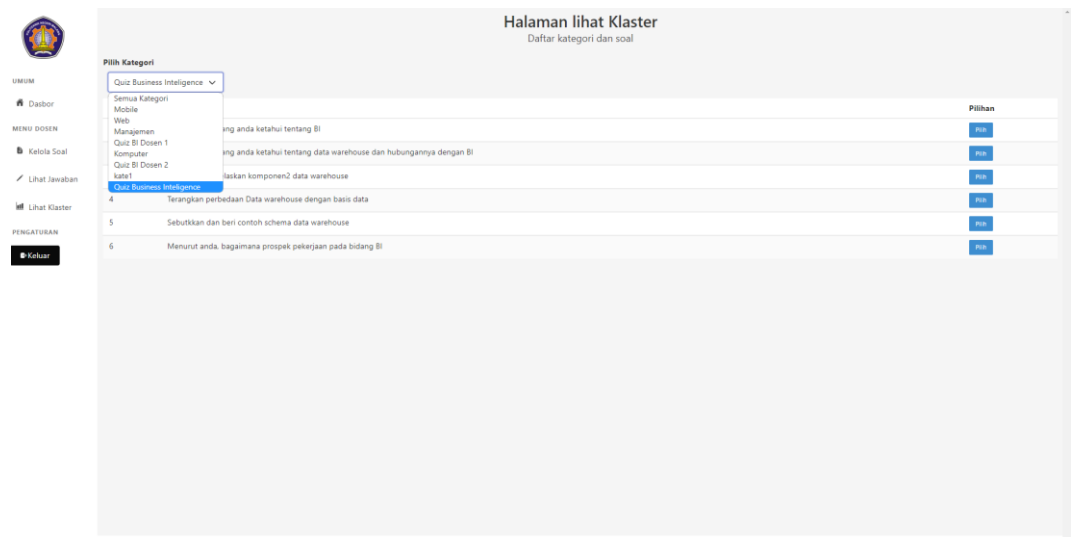 Halaman lihat Klaster
Daftar kategori dan soal
UMUM
Dasbor
MENU DOSEN
Kelola Soal
Lihat Jawaban
Lihat Klaster
PENGATURAN
Keluar
Pilih Kategori
Quiz Business Inteligence
Semua Kategori
Mobile
Web
Manajemen
Quiz BI Dosen 1
Komputer
Quiz BI Dosen 2
kate1
Quiz Business Inteligence
Pilihan
anda ketahui tentang BI Pilih
anda ketahui tentang data warehouse dan hubungannya dengan BI Pilih
komponen2 data warehouse Pilih
4 Terangkan perbedaan Data warehouse dengan basis data Pilih
5 Sebutkkan dan beri contoh schema data warehouse Pilih
6 Menurut anda, bagaimana prospek pekerjaan pada bidang BI Pilih